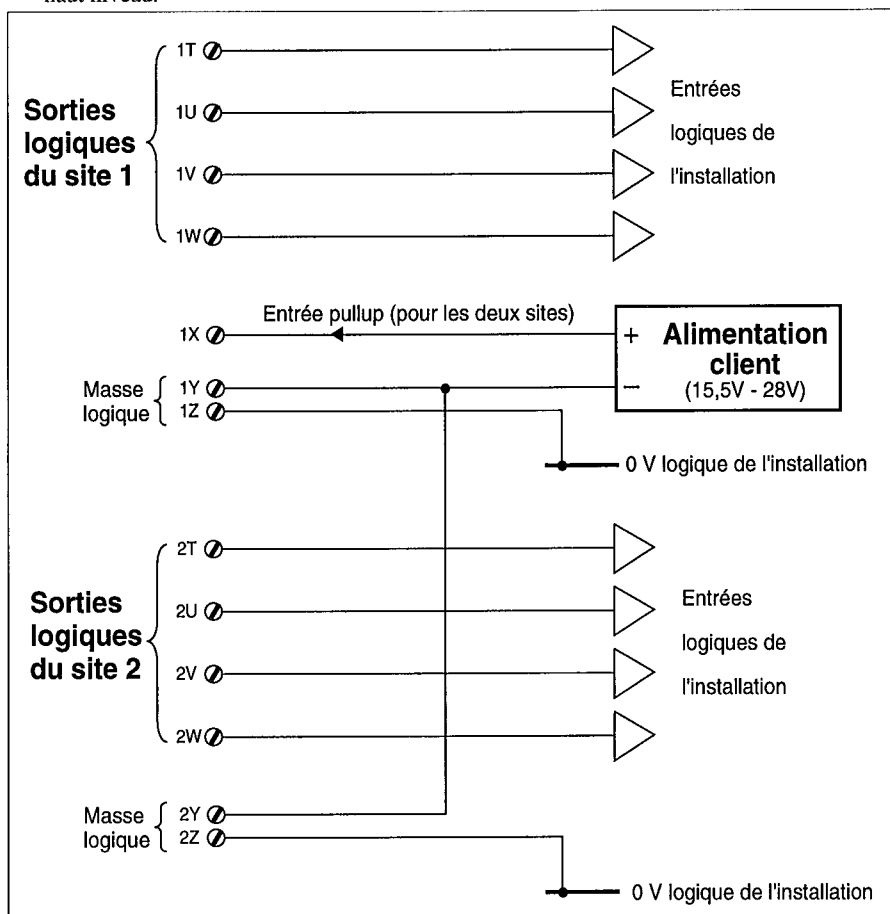 haut niveau.
1T
1U
1V
1W
Sorties
logiques
du site 1
Entrées
logiques de
l'installation
Entrée pullup (pour les deux sites)
1X
+ Alimentation
client
– (15,5V - 28V)
Masse
logique
1Y
1Z
0 V logique de l'installation
2T
2U
2V
2W
Sorties
logiques
du site 2
Entrées
logiques de
l'installation
Masse
logique
2Y
2Z
0 V logique de l'installation